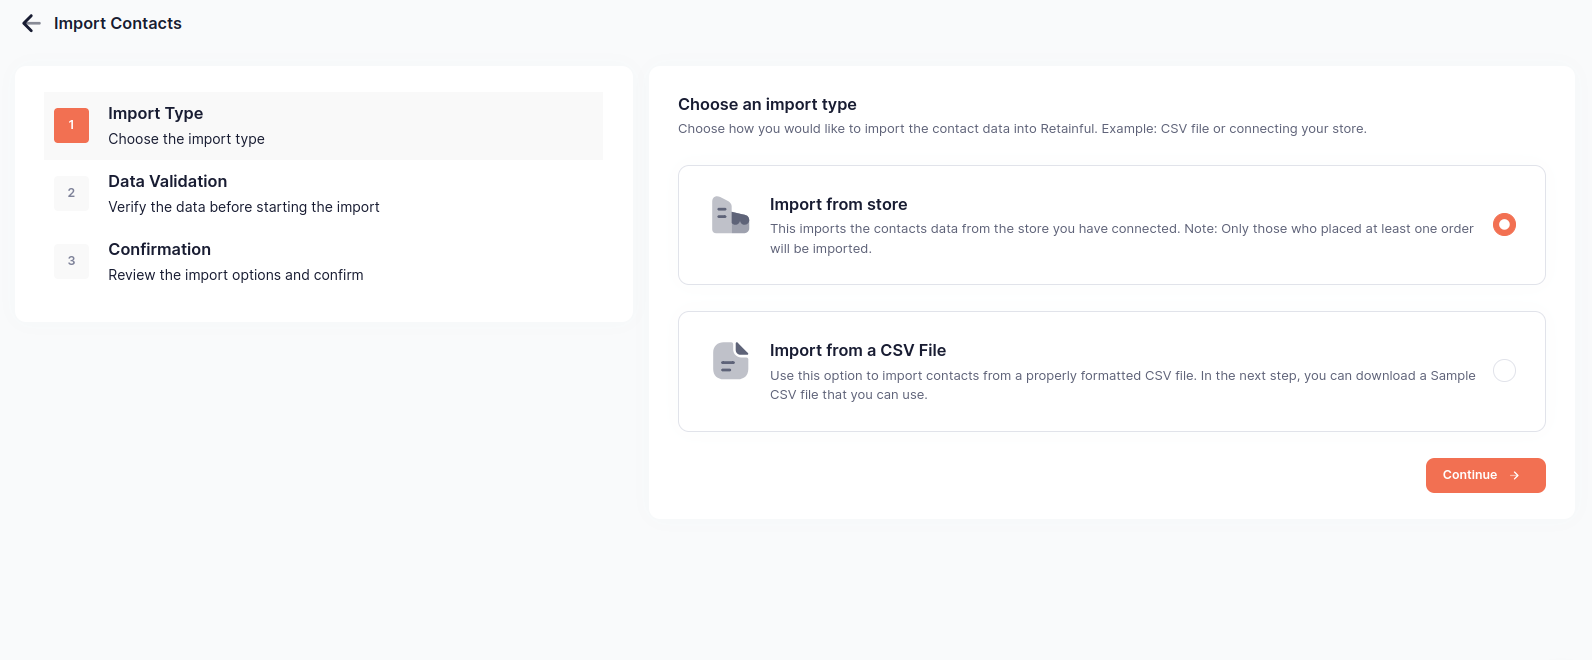 Import Contacts
1
Import Type
Choose the import type
2
Data Validation
Verify the data before starting the import
3
Confirmation
Review the import options and confirm
Choose an import type
Choose how you would like to import the contact data into Retainful. Example: CSV file or connecting your store.
Import from store
This imports the contacts data from the store you have connected. Note: Only those who placed at least one order
will be imported.
Import from a CSV File
Use this option to import contacts from a properly formatted CSV file. In the next step, you can download a Sample
CSV file that you can use.
Continue